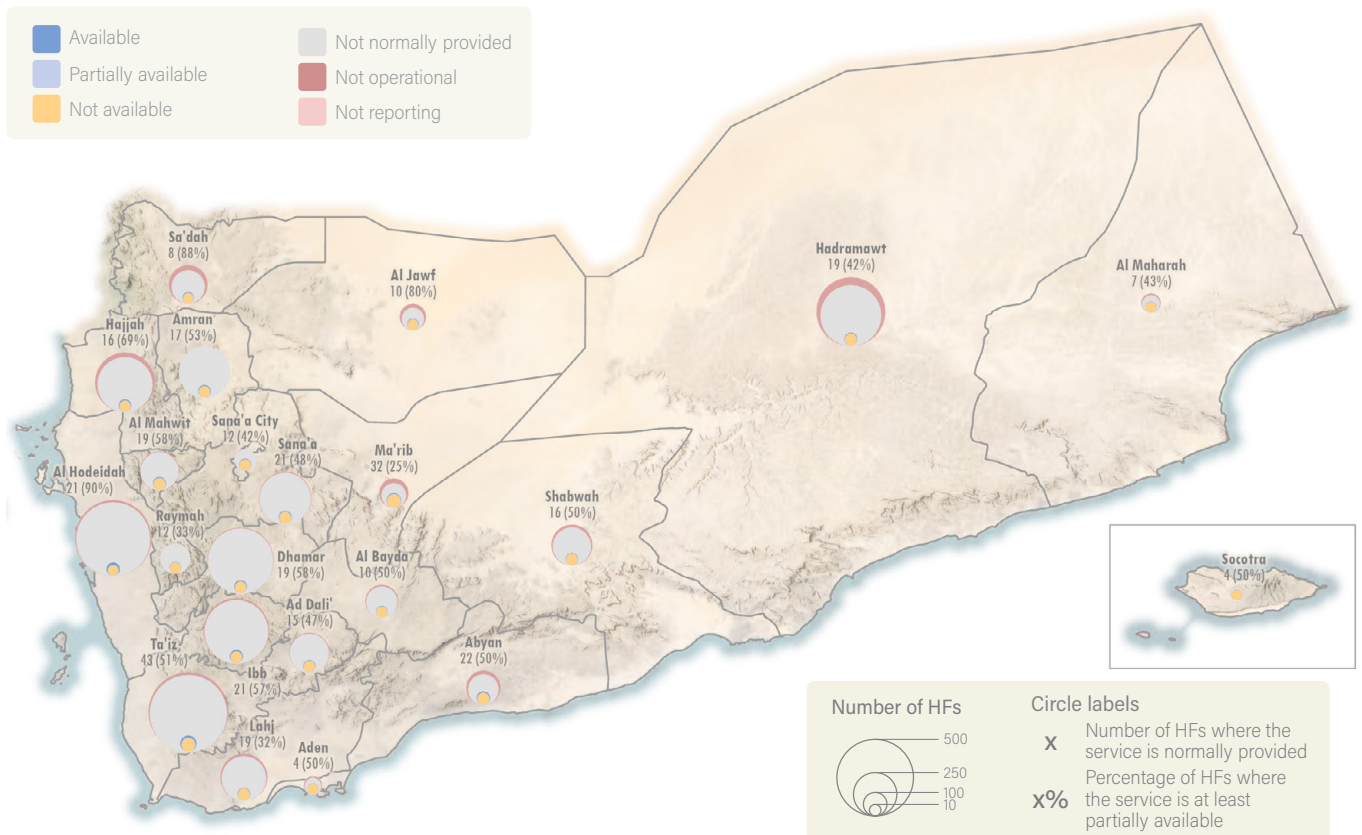 Available
Partially available
Not available
Not normally provided
Not operational
Not reporting
Sa'dah
8 (88%)
Al Jawf
10 (80%)
Hadramawt
19 (42%)
Al Maharah
7 (43%)
Hajjah
16 (69%)
Amran
17 (53%)
Al Mahwit
19 (58%)
Sana'a City
12 (42%)
Sana'a
21 (48%)
Ma'rib
32 (25%)
Al Hodeidah
21 (90%)
Shabwah
16 (50%)
Raymah
12 (33%)
Dhamar
19 (58%)
Al Bayda
10 (50%)
Socotra
4 (50%)
Ad Dali'
15 (47%)
Ta'iz
43 (51%)
Abyan
22 (50%)
Ibb
21 (57%)
Lahj
19 (32%)
Aden
4 (50%)
Number of HFs
500
250
100
10
Circle labels
x
Number of HFs where the
service is normally provided
x%
Percentage of HFs where
the service is at least
partially available